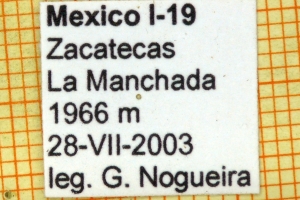 Mexico I-19
Zacatecas
La Manchada
1966 m
28-VII-2003
leg. G. Nogueira